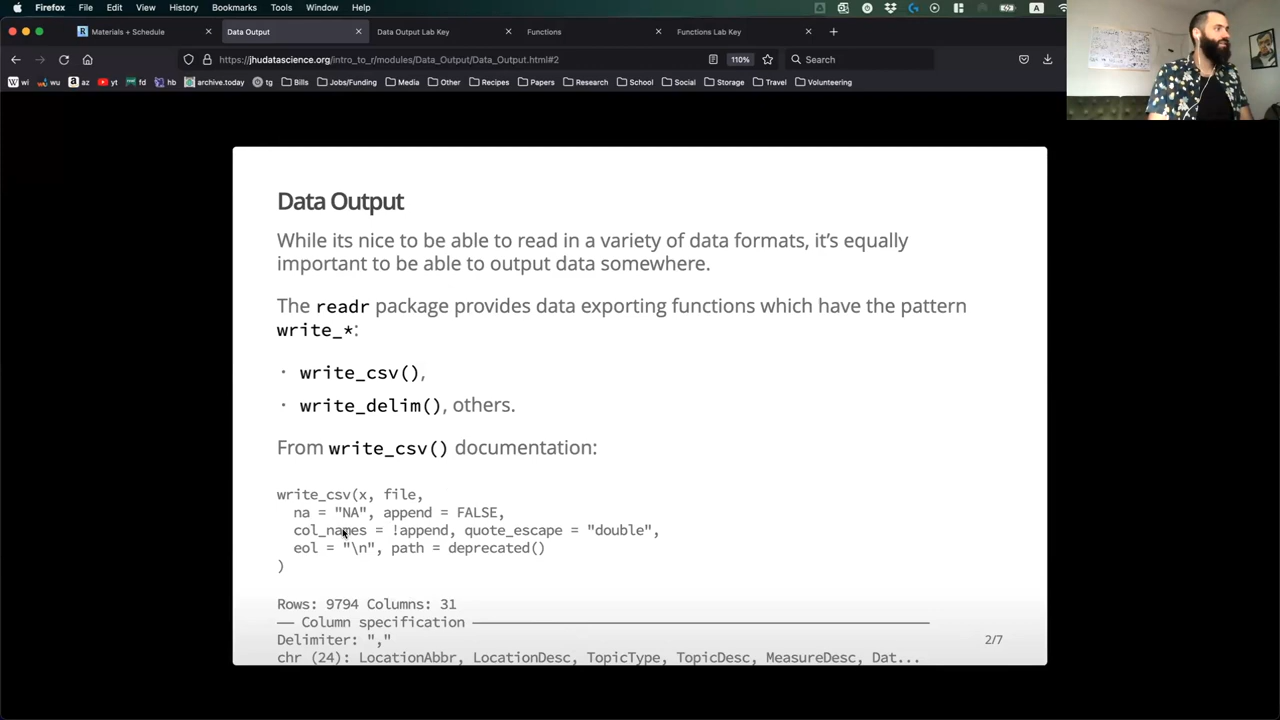 Firefox File Edit View History Bookmarks Tools Window Help
Materials + Schedule
Data Output
Data Output Lab Key
Functions
Functions Lab Key
https://jhudatascience.org/intro_to_r/modules/Data_Output/Data_Output.html#2
110%
Search
wi wu az yt fd hb archive.today tg Bills Jobs/Funding Media Other Recipes Papers Research School Social Storage Travel Volunteering
Data Output
While its nice to be able to read in a variety of data formats, it's equally
important to be able to output data somewhere.
The readr package provides data exporting functions which have the pattern
write_*:
· write_csv(),
· write_delim(), others.
From write_csv() documentation:
write_csv(x, file,
na = "NA", append = FALSE,
col_names = !append, quote_escape = "double",
eol = "\n", path = deprecated()
)
Rows: 9794 Columns: 31
── Column specification ──
Delimiter: ","
chr (24): LocationAbbr, LocationDesc, TopicType, TopicDesc, MeasureDesc, Dat...
2/7